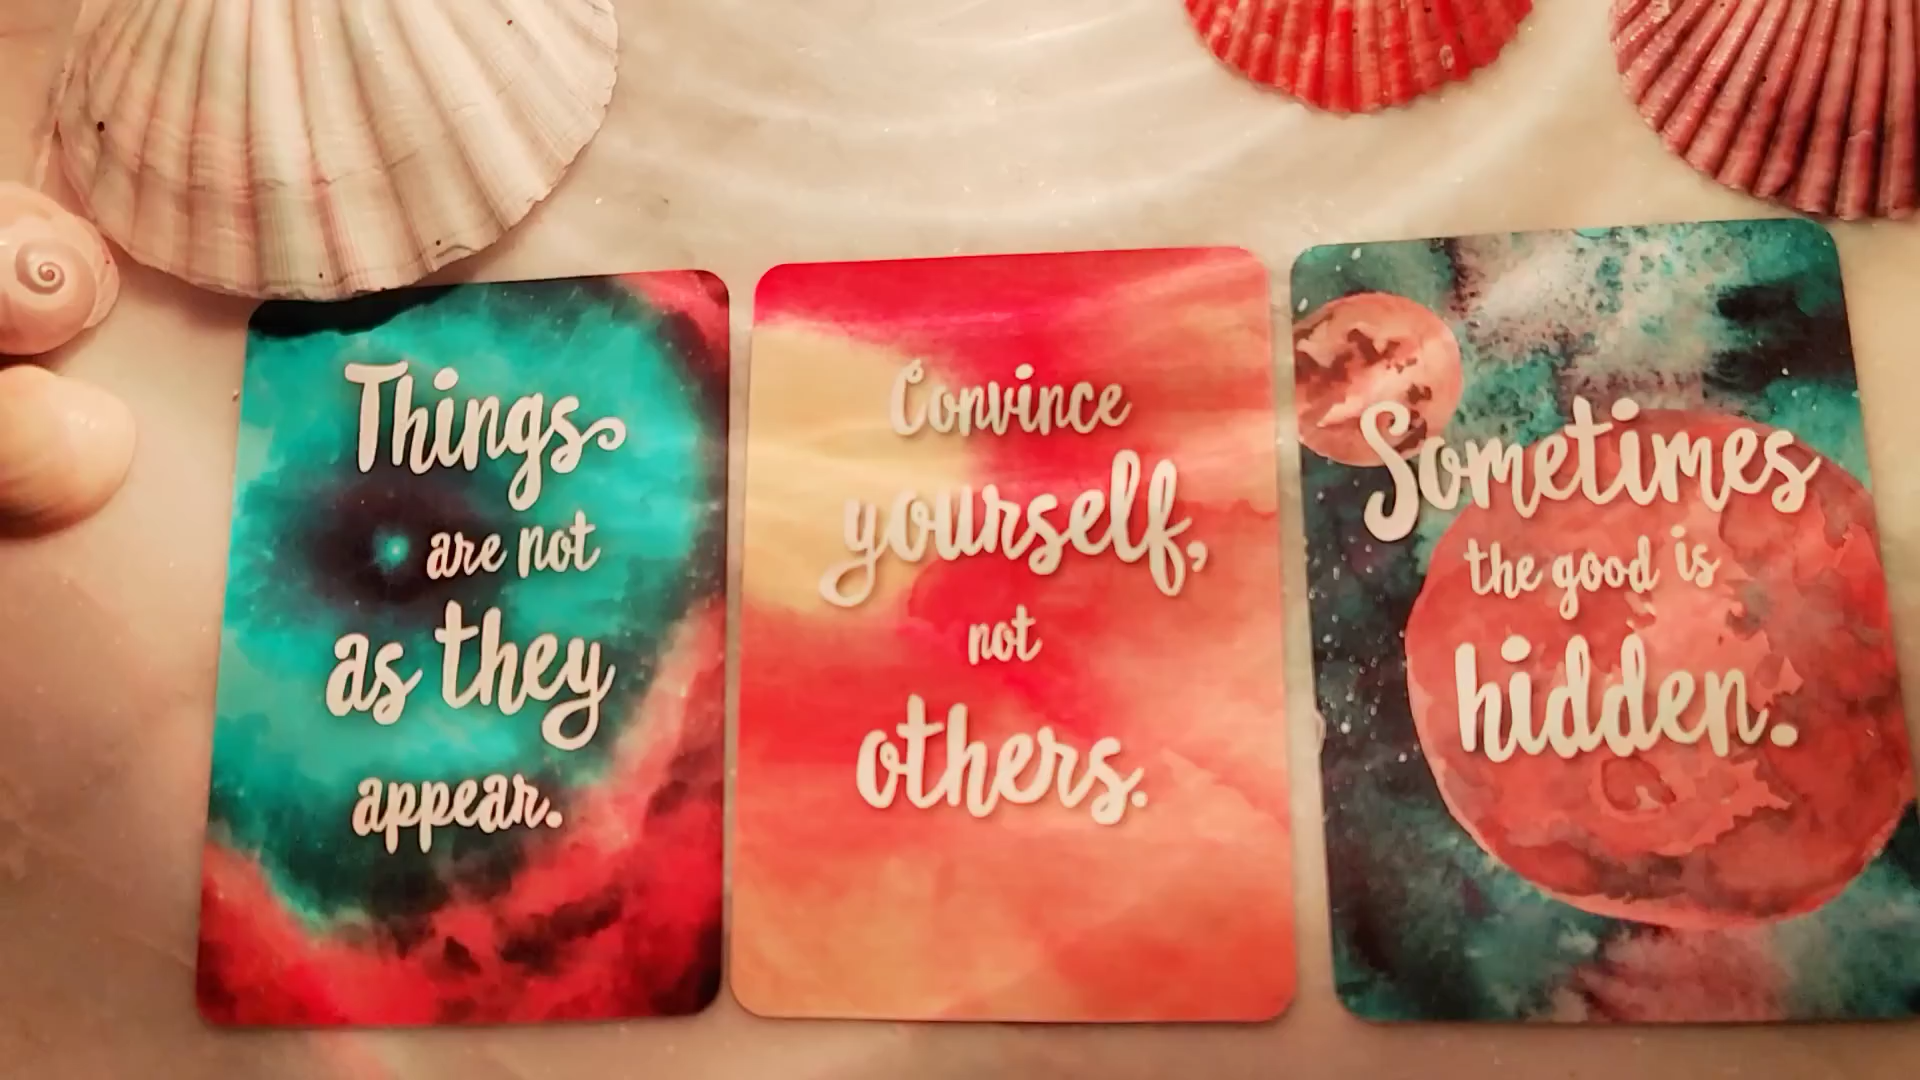 Things
are not
as they
appear.
Convince
yourself,
not
others.
Sometimes
the good is
hidden.